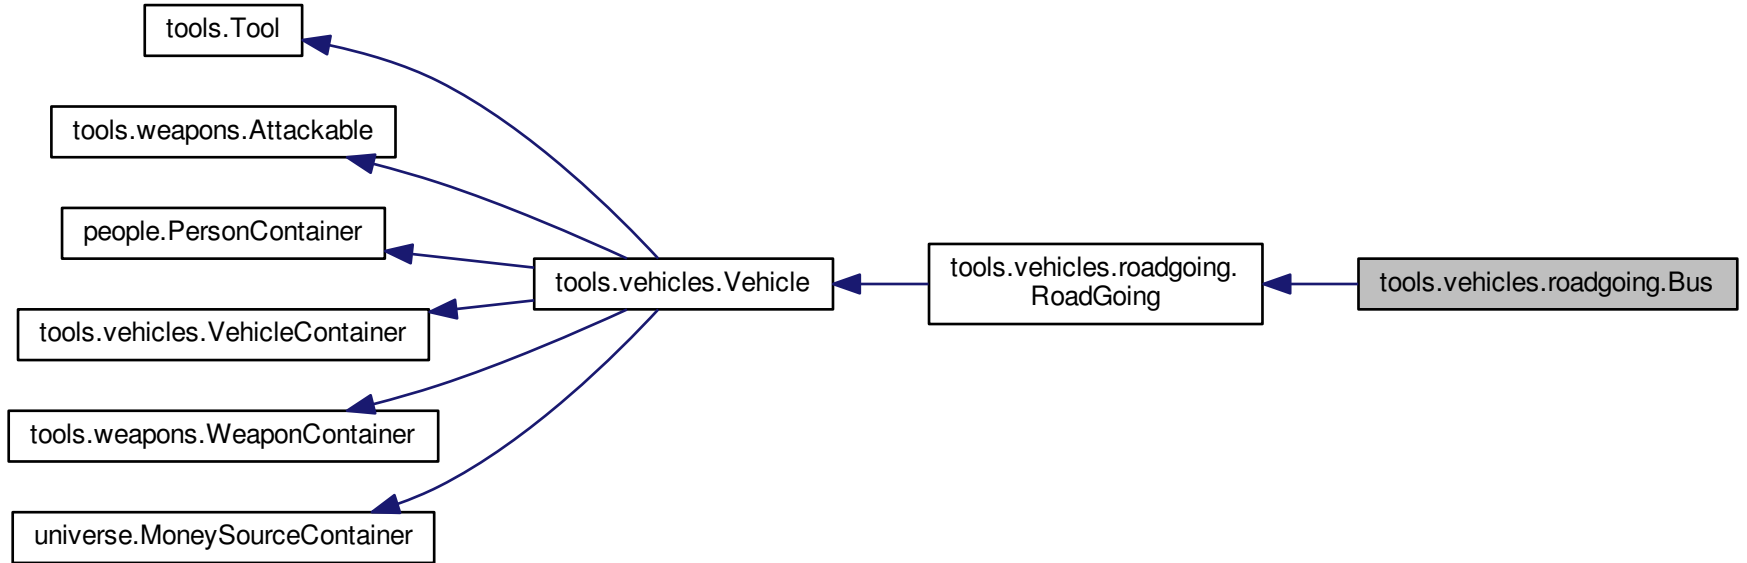 tools.Tool
tools.weapons.Attackable
people.PersonContainer
tools.vehicles.VehicleContainer
tools.weapons.WeaponContainer
universe.MoneySourceContainer
tools.vehicles.Vehicle
tools.vehicles.roadgoing.
RoadGoing
tools.vehicles.roadgoing.Bus